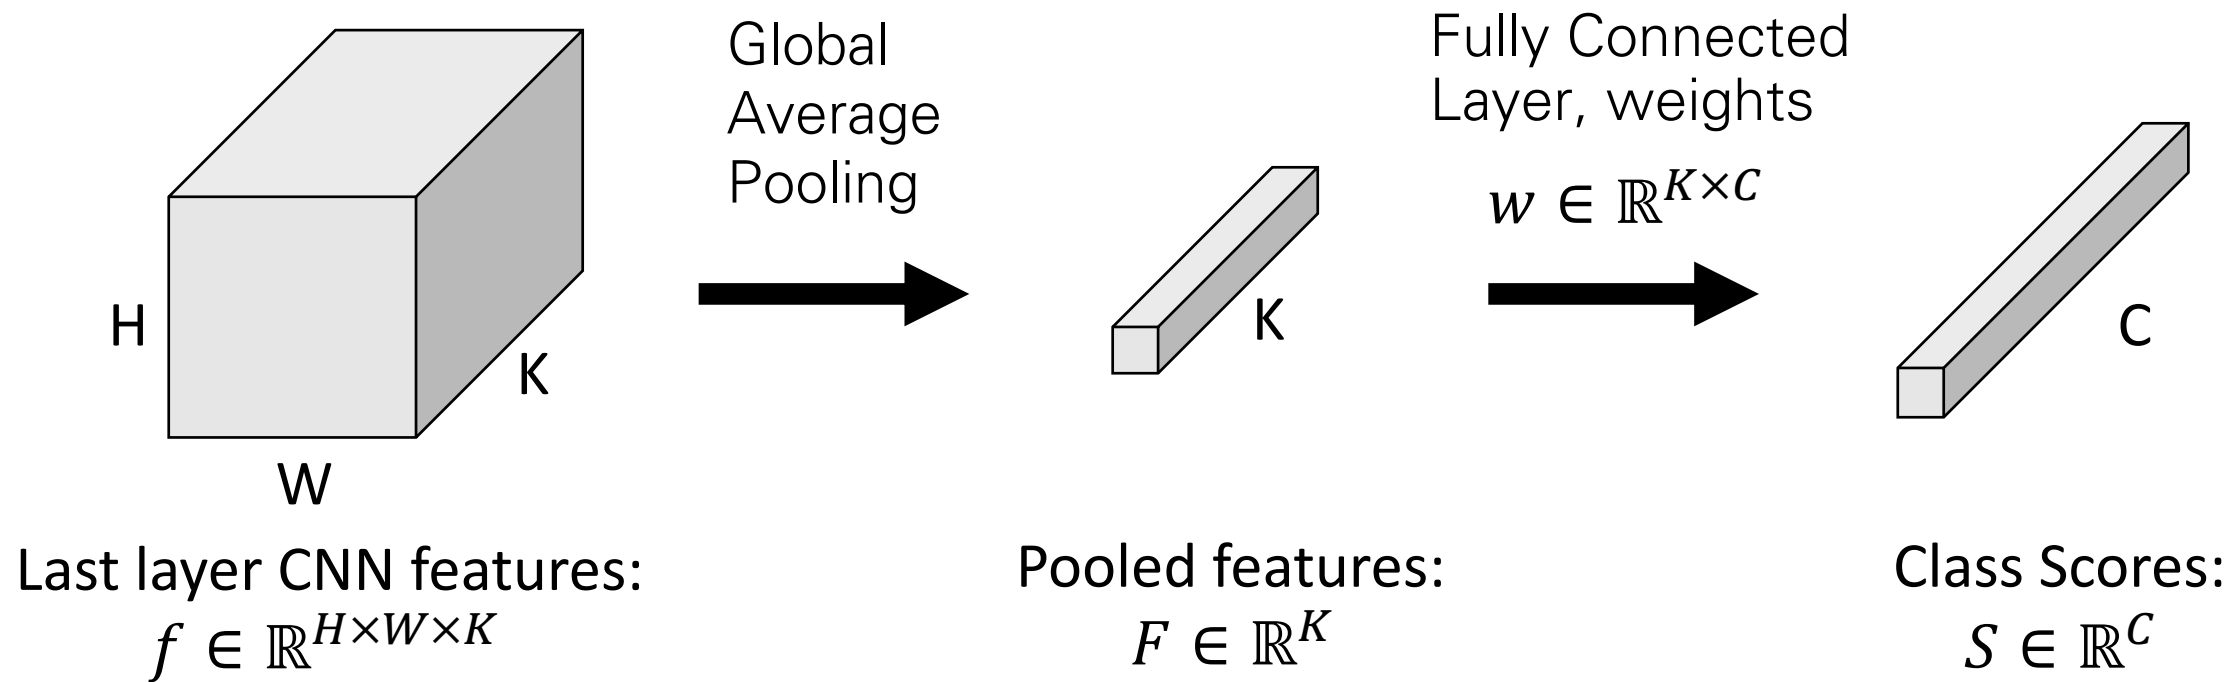 Global
Average
Pooling
Fully Connected
Layer, weights
w ∈ ℝ^{K×C}
H
W
K
K
C
Last layer CNN features:
f ∈ ℝ^{H×W×K}
Pooled features:
F ∈ ℝ^K
Class Scores:
S ∈ ℝ^C